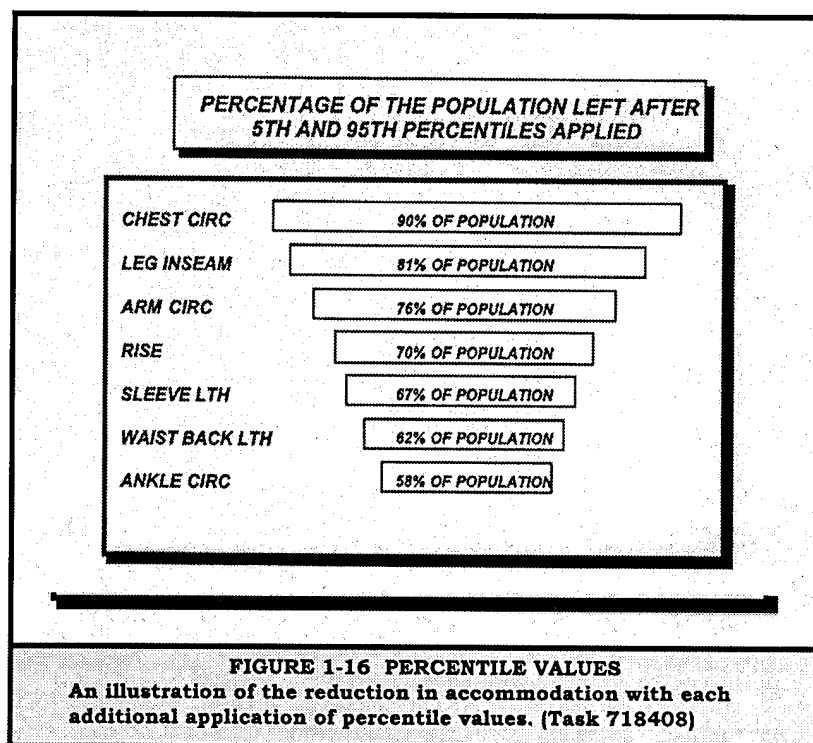 PERCENTAGE OF THE POPULATION LEFT AFTER
5TH AND 95TH PERCENTILES APPLIED
CHEST CIRC 90% OF POPULATION
LEG INSEAM 81% OF POPULATION
ARM CIRC 76% OF POPULATION
RISE 70% OF POPULATION
SLEEVE LTH 67% OF POPULATION
WAIST BACK LTH 62% OF POPULATION
ANKLE CIRC 58% OF POPULATION
FIGURE 1-16 PERCENTILE VALUES
An illustration of the reduction in accommodation with each
additional application of percentile values. (Task 718408)